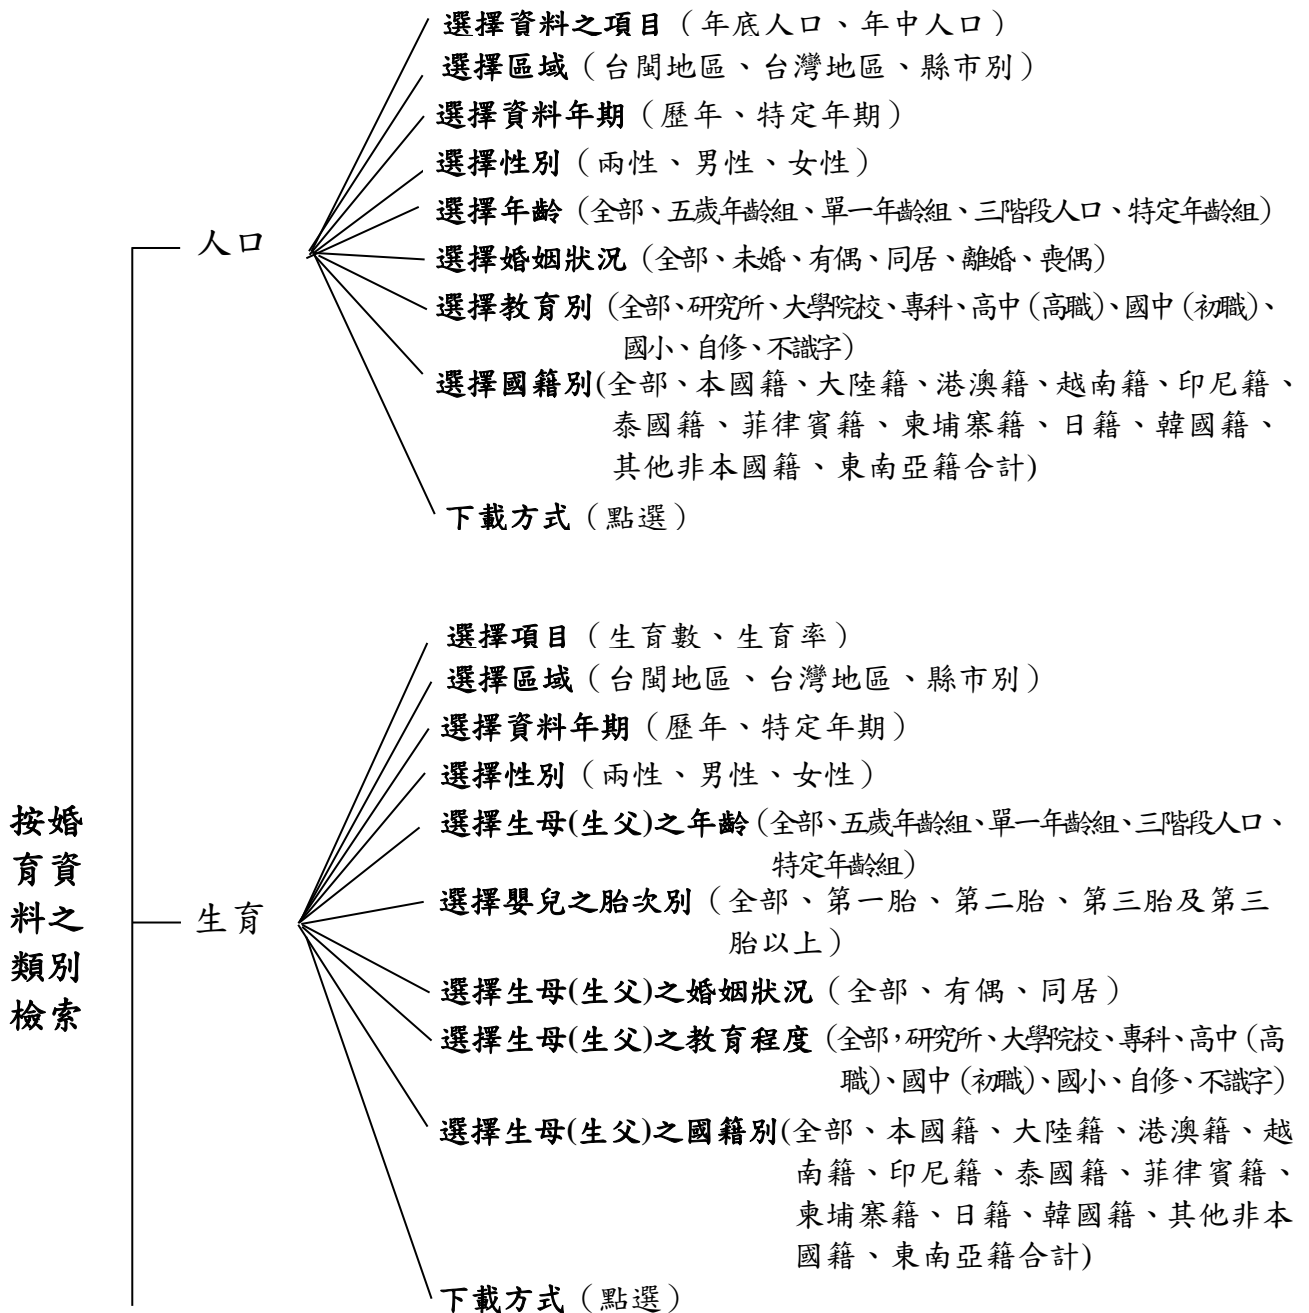 選擇資料之項目（年底人口、年中人口）
選擇區域（台閩地區、台灣地區、縣市別）
選擇資料年期（歷年、特定年期）
選擇性別（兩性、男性、女性）
選擇年齡（全部、五歲年齡組、單一年齡組、三階段人口、特定年齡組）
人口
選擇婚姻狀況（全部、未婚、有偶、同居、離婚、喪偶）
選擇教育別（全部、研究所、大學院校、專科、高中（高職）、國中（初職）、
國小、自修、不識字）
選擇國籍別(全部、本國籍、大陸籍、港澳籍、越南籍、印尼籍、
泰國籍、菲律賓籍、柬埔寨籍、日籍、韓國籍、
其他非本國籍、東南亞籍合計)
下載方式（點選）
選擇項目（生育數、生育率）
選擇區域（台閩地區、台灣地區、縣市別）
選擇資料年期（歷年、特定年期）
選擇性別（兩性、男性、女性）
選擇生母(生父)之年齡（全部、五歲年齡組、單一年齡組、三階段人口、
特定年齡組）
選擇嬰兒之胎次別（全部、第一胎、第二胎、第三胎及第三
胎以上）
按婚
育資
料之
類別
檢索
生育
選擇生母(生父)之婚姻狀況（全部、有偶、同居）
選擇生母(生父)之教育程度（全部，研究所、大學院校、專科、高中（高
職）、國中（初職）、國小、自修、不識字）
選擇生母(生父)之國籍別(全部、本國籍、大陸籍、港澳籍、越
南籍、印尼籍、泰國籍、菲律賓籍、
柬埔寨籍、日籍、韓國籍、其他非本
國籍、東南亞籍合計)
下載方式（點選）